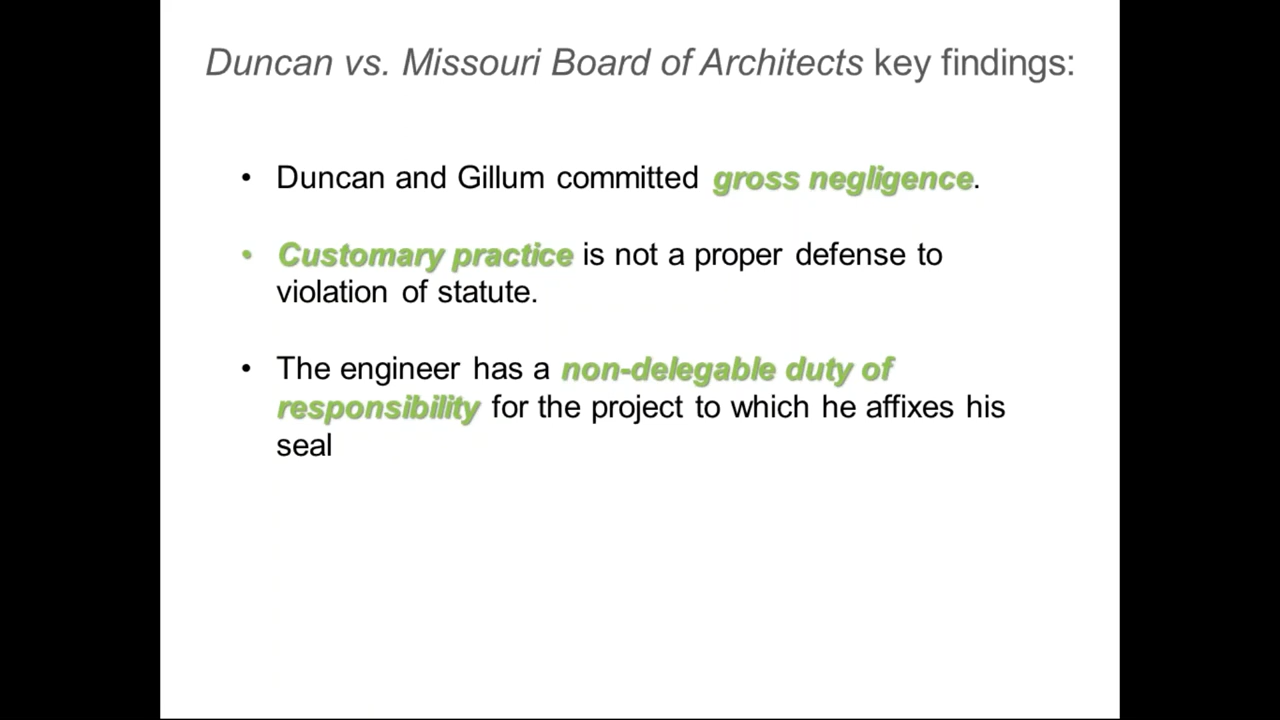 Duncan vs. Missouri Board of Architects key findings:
• Duncan and Gillum committed gross negligence.
• Customary practice is not a proper defense to
violation of statute.
• The engineer has a non-delegable duty of
responsibility for the project to which he affixes his
seal